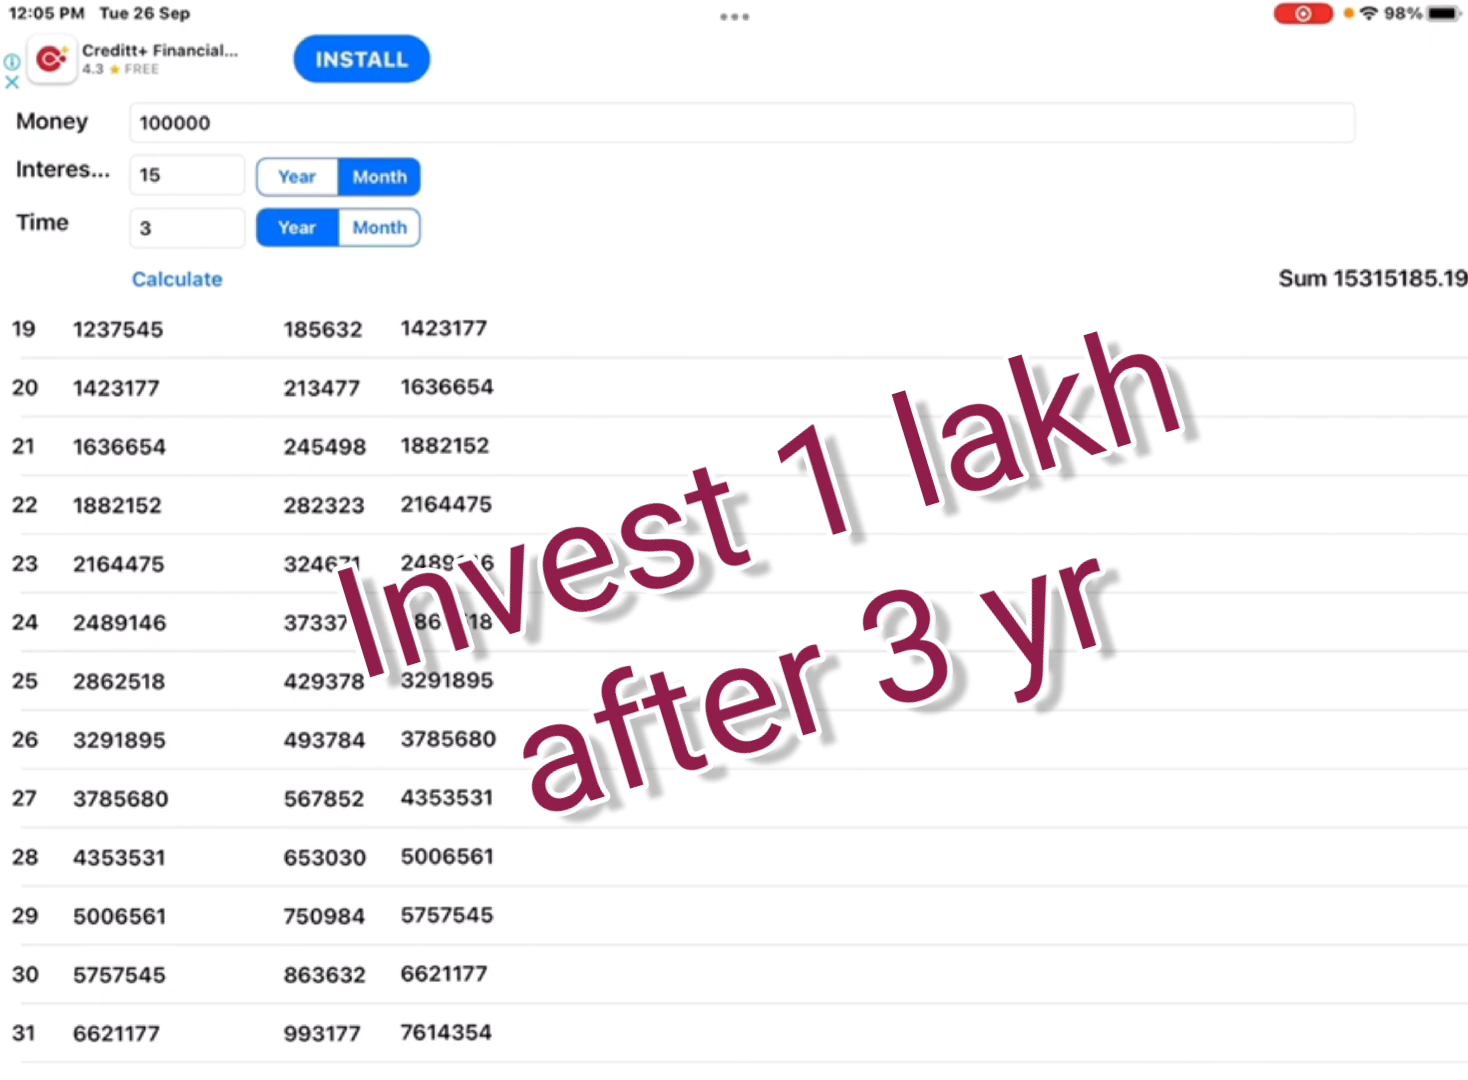 12:05 PM Tue 26 Sep
98%
Creditt+ Financial...
4.3 ★ FREE
INSTALL
Money 100000
Interes... 15 Year Month
Time 3 Year Month
Calculate
Sum 15315185.19
19 1237545 185632 1423177
20 1423177 213477 1636654
21 1636654 245498 1882152
22 1882152 282323 2164475
23 2164475
24 2489146
25 2862518 429378 3291895
26 3291895 493784 3785680
27 3785680 567852 4353531
28 4353531 653030 5006561
29 5006561 750984 5757545
30 5757545 863632 6621177
31 6621177 993177 7614354
Invest 1 lakh
after 3 yr